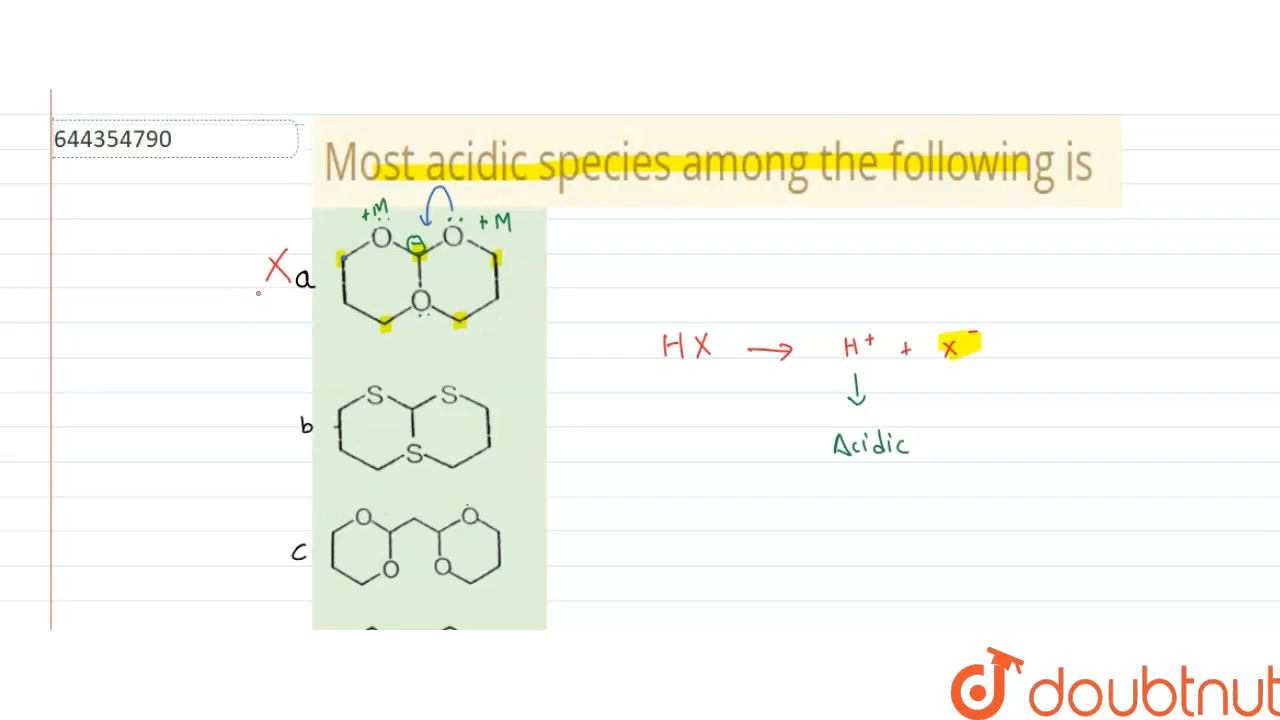 644354790
Most acidic species among the following is
+M
+M
O
O
⊖
X a
O
HX → H+ + X-
Acidic
b
S
S
S
c
O
O
O
O
doubtnut